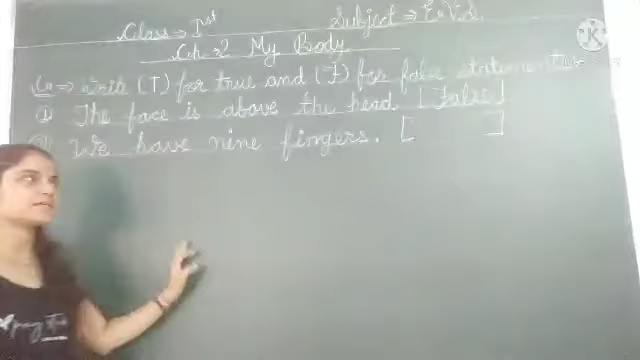 Class → Ist Subject → E.V.S.
Ch → 2 My Body
Write (T) for true and (F) for false statements
① The face is above the head. [False]
② We have nine fingers. [ ]